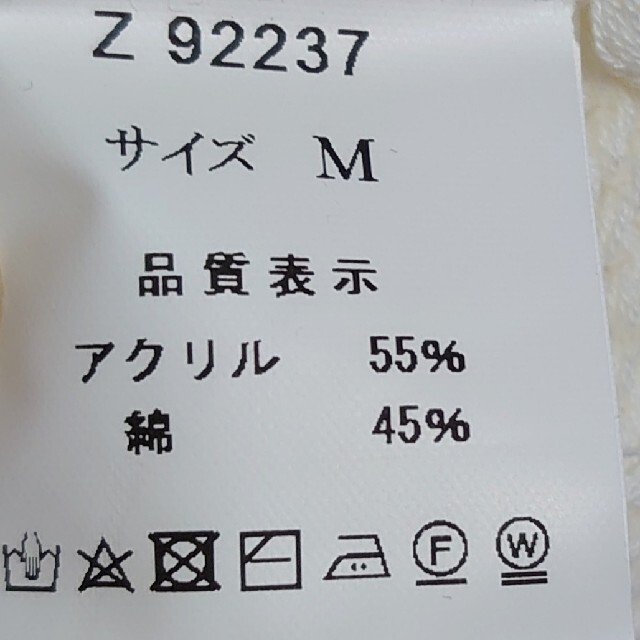 Z 92237
サイズ M
品質表示
アクリル 55%
綿 45%
F W